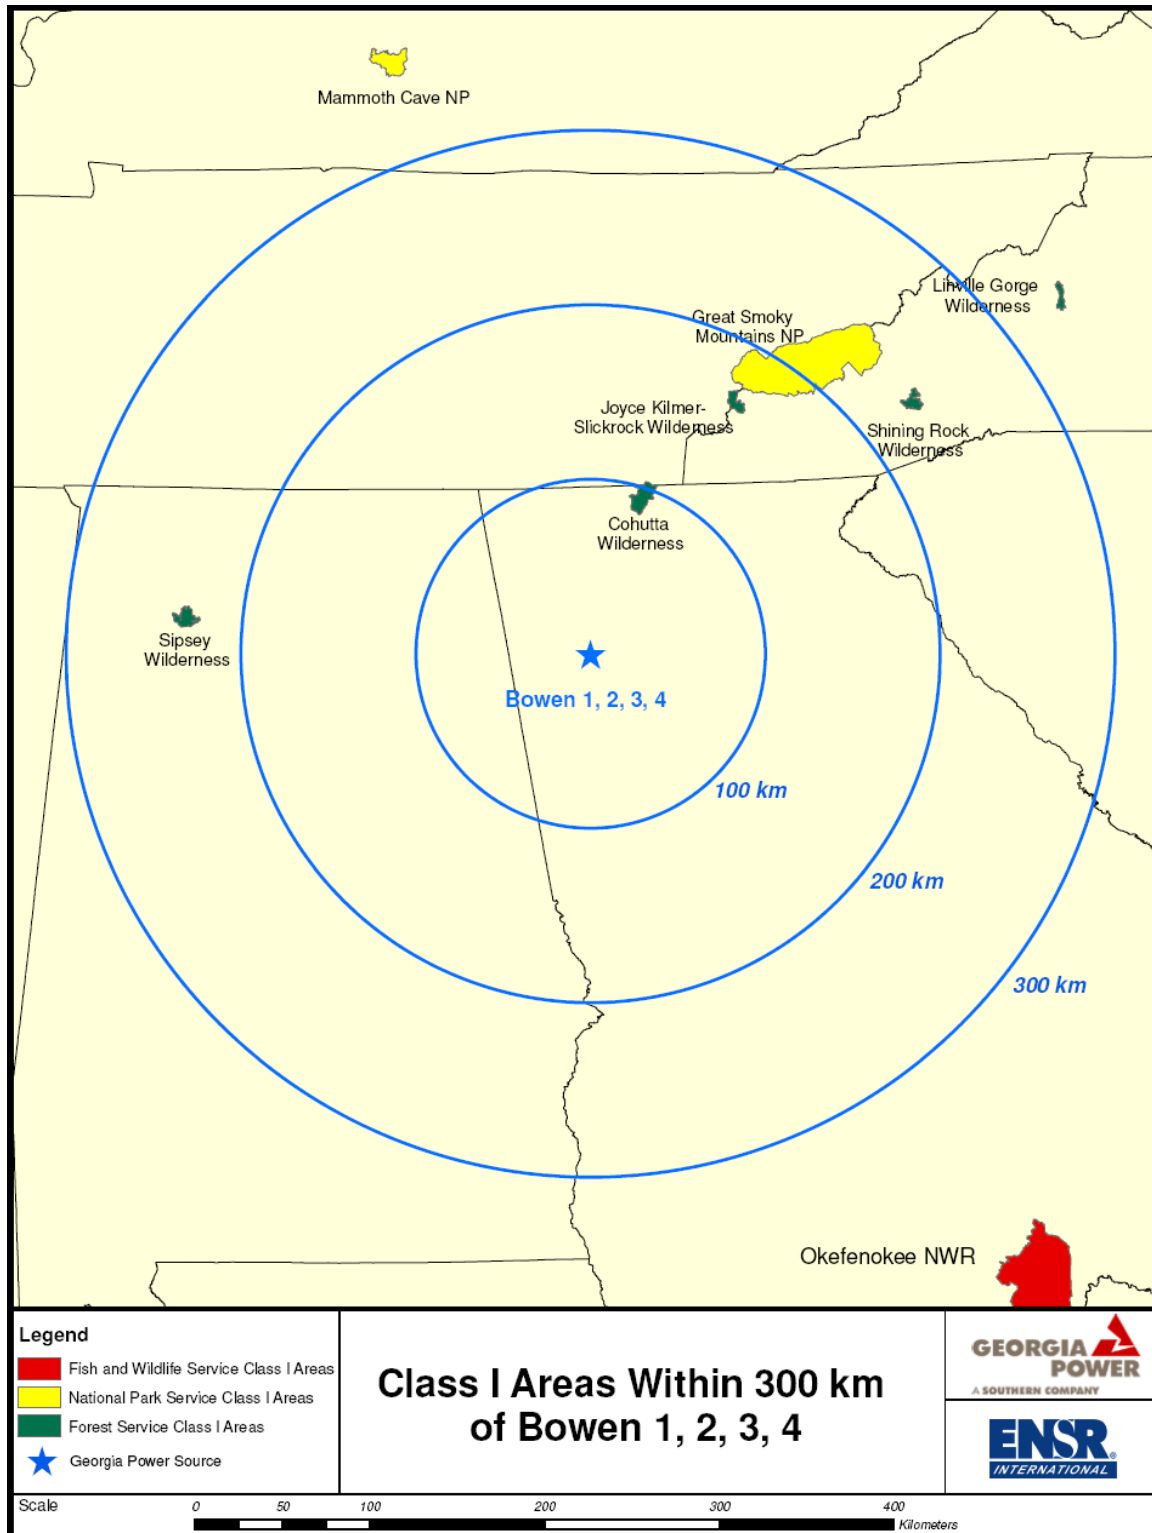 Mammoth Cave NP
Linville Gorge
Wilderness
Great Smoky
Mountains NP
Joyce Kilmer-
Slickrock Wilderness
Shining Rock
Wilderness
Cohutta
Wilderness
Sipsey
Wilderness
Bowen 1, 2, 3, 4
100 km
200 km
300 km
Okefenokee NWR
Legend
Fish and Wildlife Service Class I Areas
National Park Service Class I Areas
Forest Service Class I Areas
Georgia Power Source
Class I Areas Within 300 km
of Bowen 1, 2, 3, 4
GEORGIA
POWER
A SOUTHERN COMPANY
ENSR
INTERNATIONAL
Scale
0 50 100 200 300 400
Kilometers